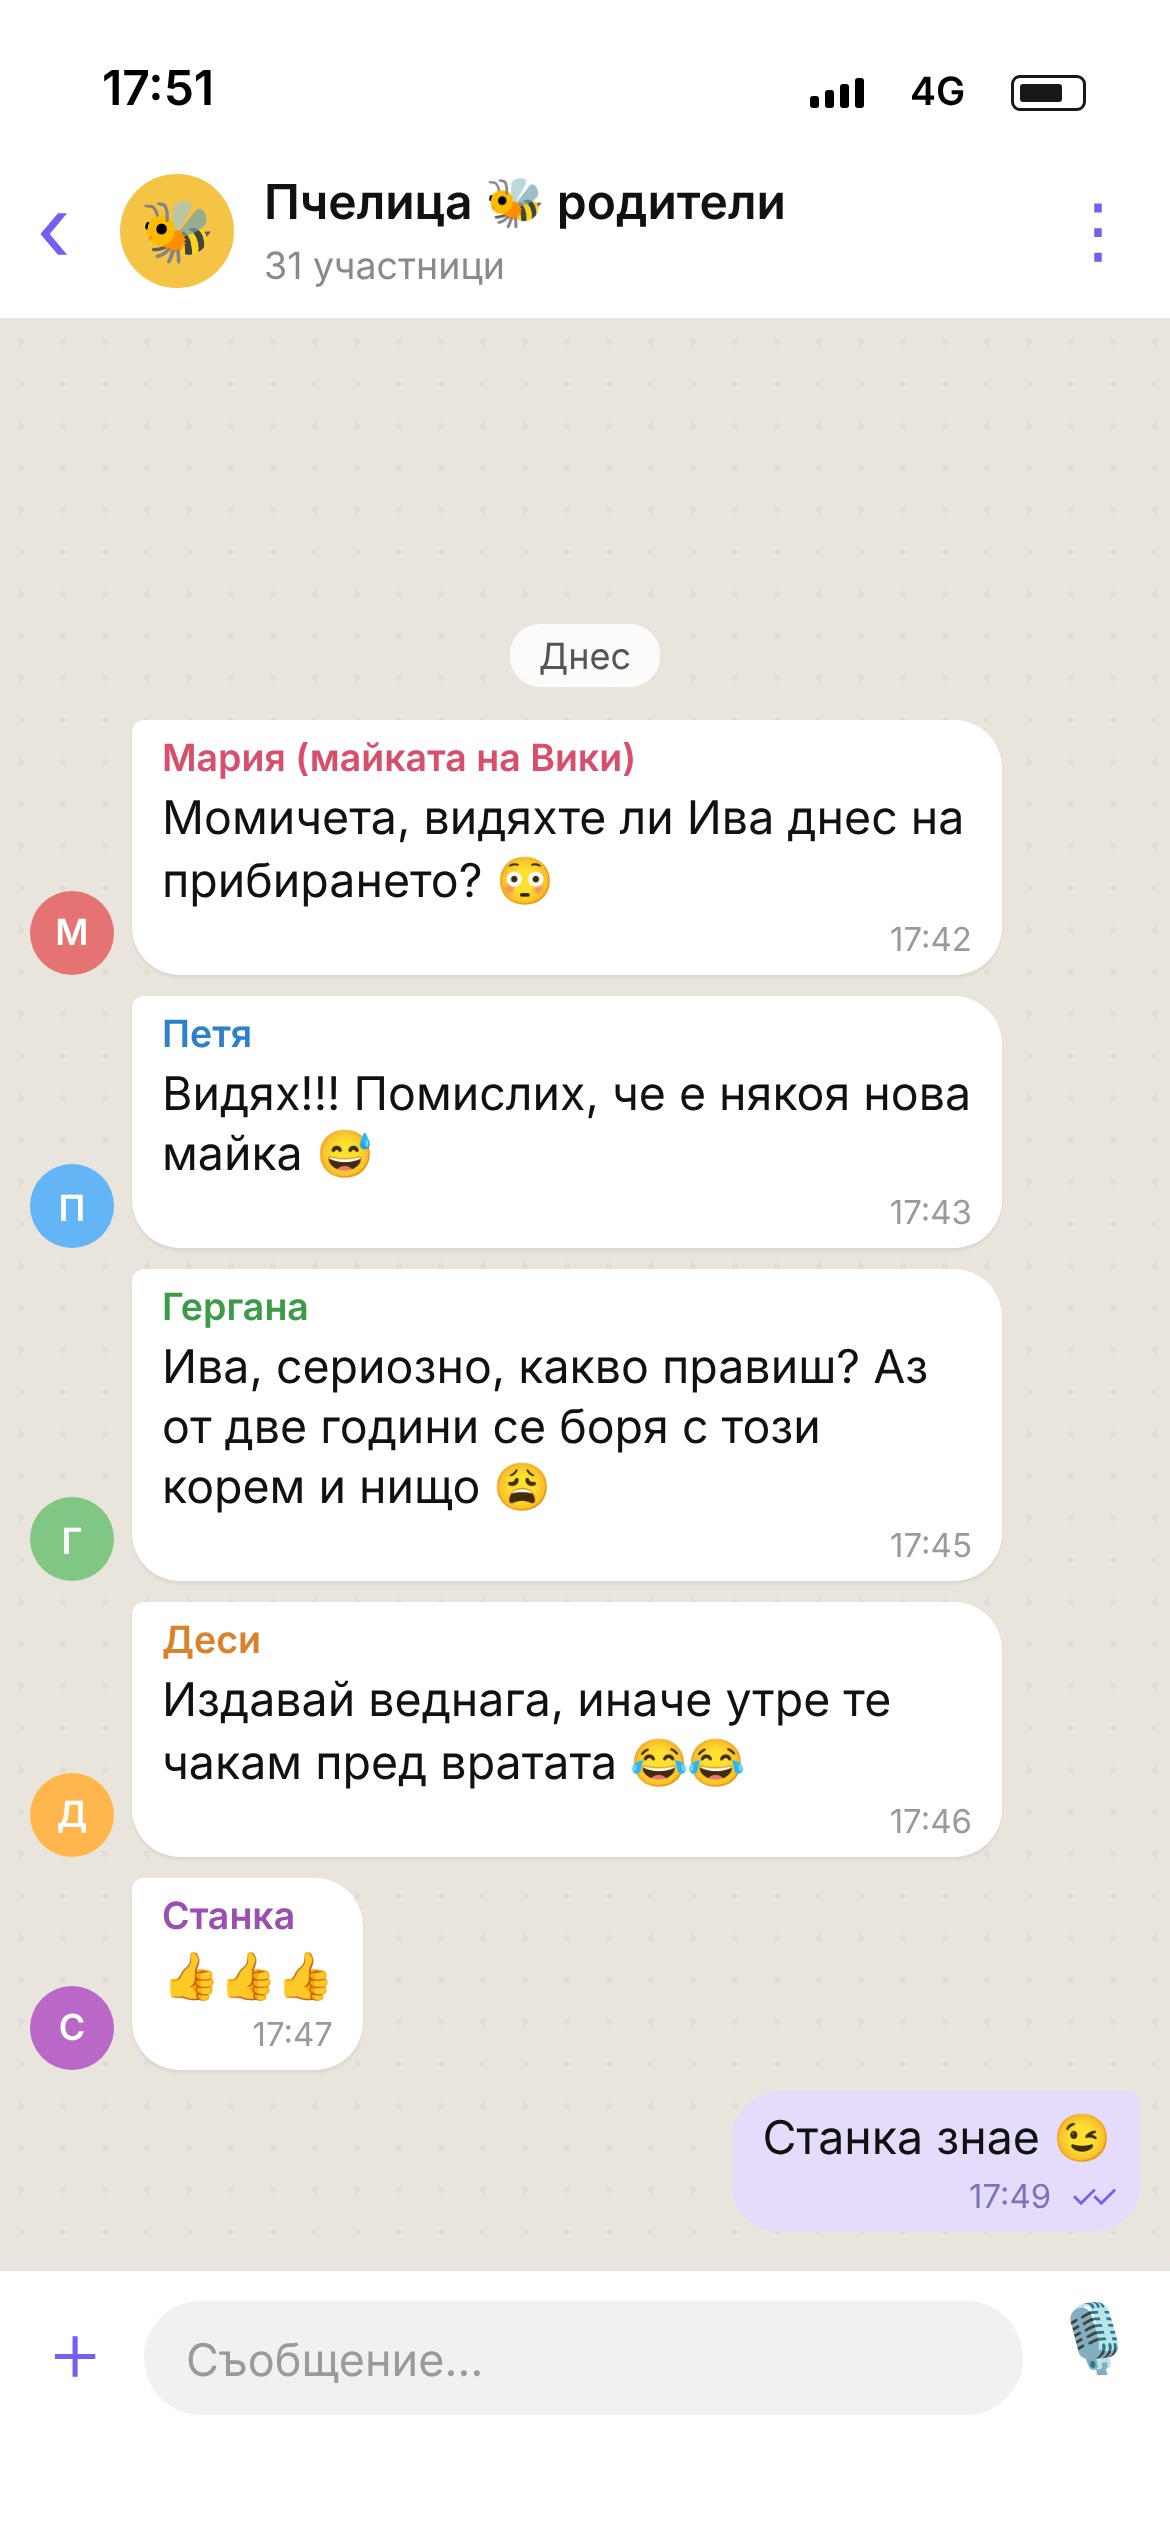 17:51
4G
Пчелица 🐝 родители
31 участници
Днес
Мария (майката на Вики)
Момичета, видяхте ли Ива днес на
прибирането? 😳
17:42
М
Петя
Видях!!! Помислих, че е някоя нова
майка 😅
17:43
П
Гергана
Ива, сериозно, какво правиш? Аз
от две години се боря с този
корем и нищо 😩
17:45
Г
Деси
Издавай веднага, иначе утре те
чакам пред вратата 😂😂
17:46
Д
Станка
👍👍👍
17:47
С
Станка знае 😉
17:49
Съобщение...